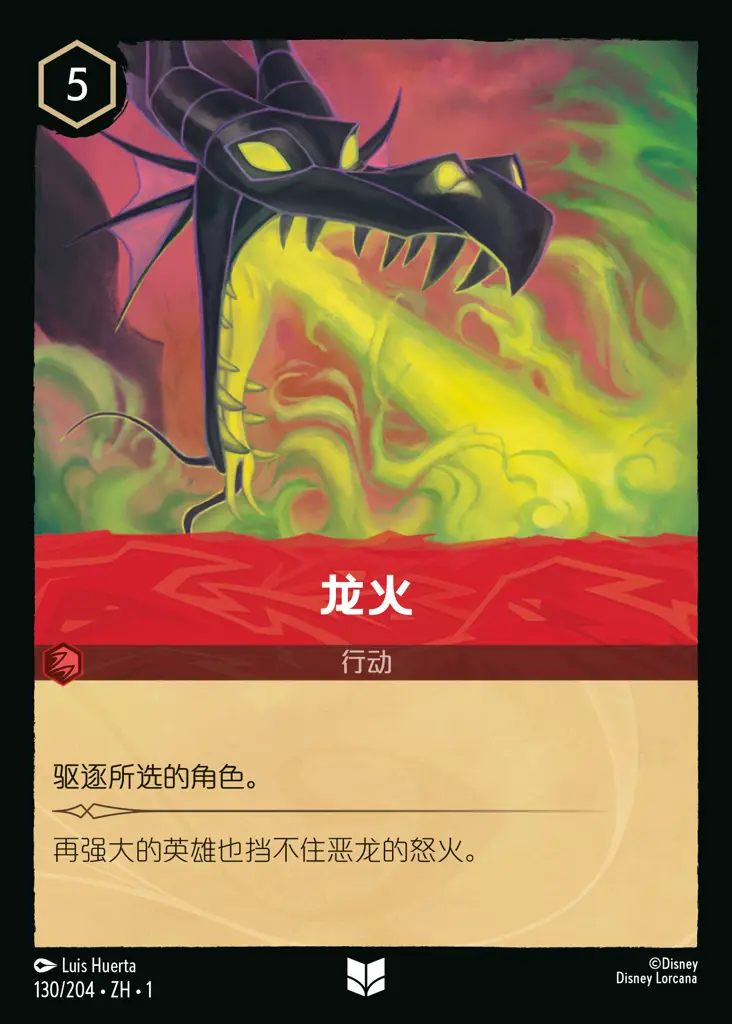 5
龙火
行动
驱逐所选的角色。
再强大的英雄也挡不住恶龙的怒火。
Luis Huerta
130/204 • ZH • 1
©Disney
Disney Lorcana